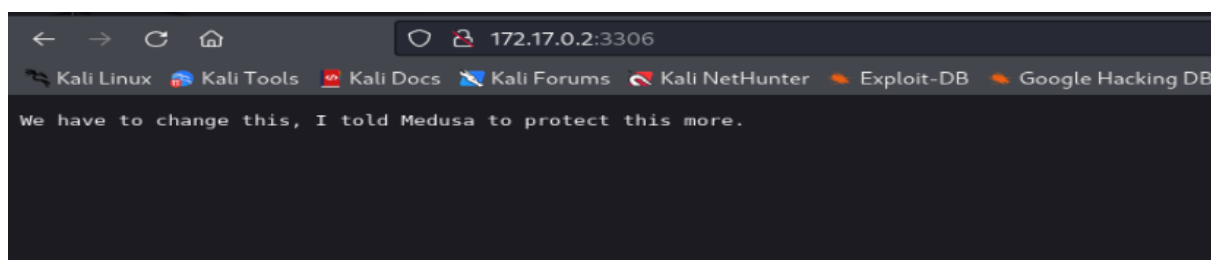 172.17.0.2:3306
Kali Linux Kali Tools Kali Docs Kali Forums Kali NetHunter Exploit-DB Google Hacking DB
We have to change this, I told Medusa to protect this more.